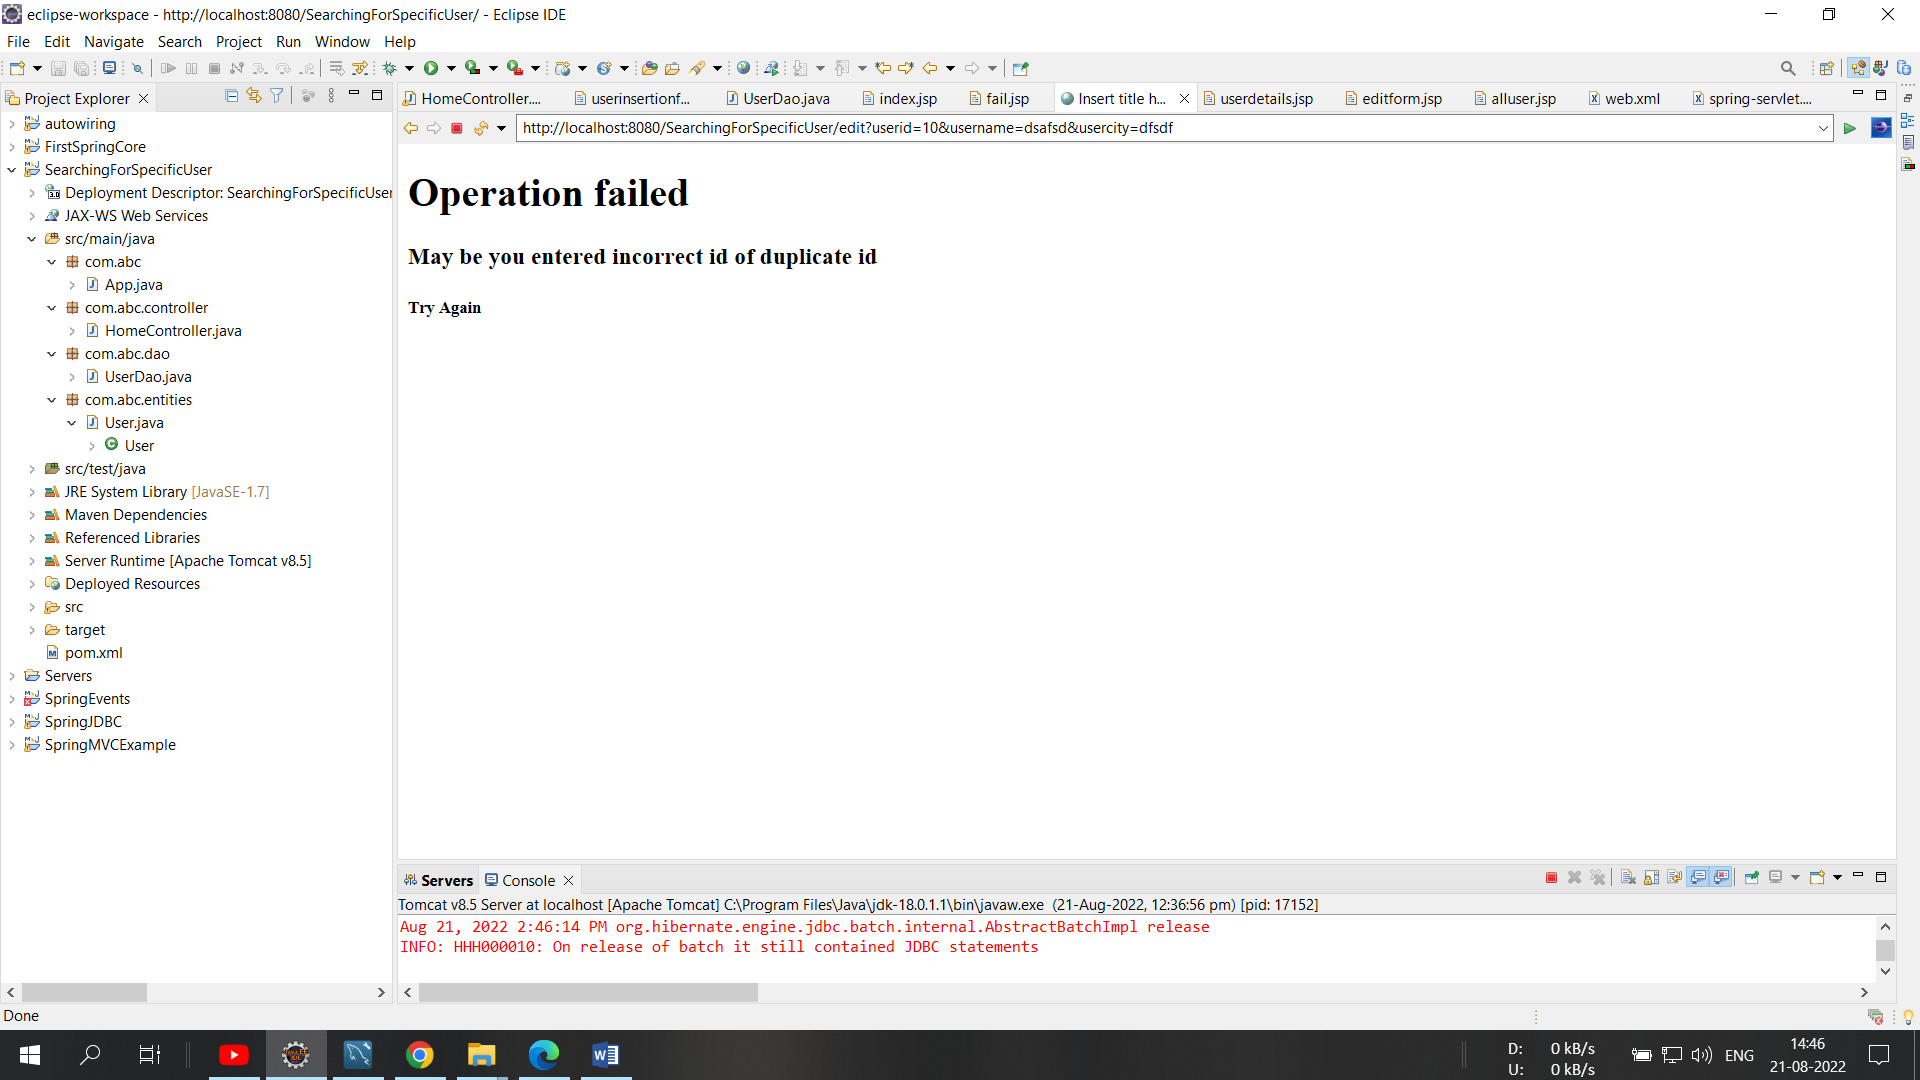 eclipse-workspace - http://localhost:8080/SearchingForSpecificUser/ - Eclipse IDE
File Edit Navigate Search Project Run Window Help
Project Explorer
HomeController.... userinsertionf... UserDao.java index.jsp fail.jsp Insert title h... userdetails.jsp editform.jsp alluser.jsp web.xml spring-servlet....
http://localhost:8080/SearchingForSpecificUser/edit?userid=10&username=dsafsd&usercity=dfsdf
autowiring
FirstSpringCore
SearchingForSpecificUser
Deployment Descriptor: SearchingForSpecificUser
JAX-WS Web Services
src/main/java
com.abc
App.java
com.abc.controller
HomeController.java
com.abc.dao
UserDao.java
com.abc.entities
User.java
User
src/test/java
JRE System Library [JavaSE-1.7]
Maven Dependencies
Referenced Libraries
Server Runtime [Apache Tomcat v8.5]
Deployed Resources
src
target
pom.xml
Servers
SpringEvents
SpringJDBC
SpringMVCExample
Operation failed
May be you entered incorrect id of duplicate id
Try Again
Servers Console
Tomcat v8.5 Server at localhost [Apache Tomcat] C:\Program Files\Java\jdk-18.0.1.1\bin\javaw.exe (21-Aug-2022, 12:36:56 pm) [pid: 17152]
Aug 21, 2022 2:46:14 PM org.hibernate.engine.jdbc.batch.internal.AbstractBatchImpl release
INFO: HHH000010: On release of batch it still contained JDBC statements
Done
D: 0 kB/s
U: 0 kB/s
ENG
14:46
21-08-2022